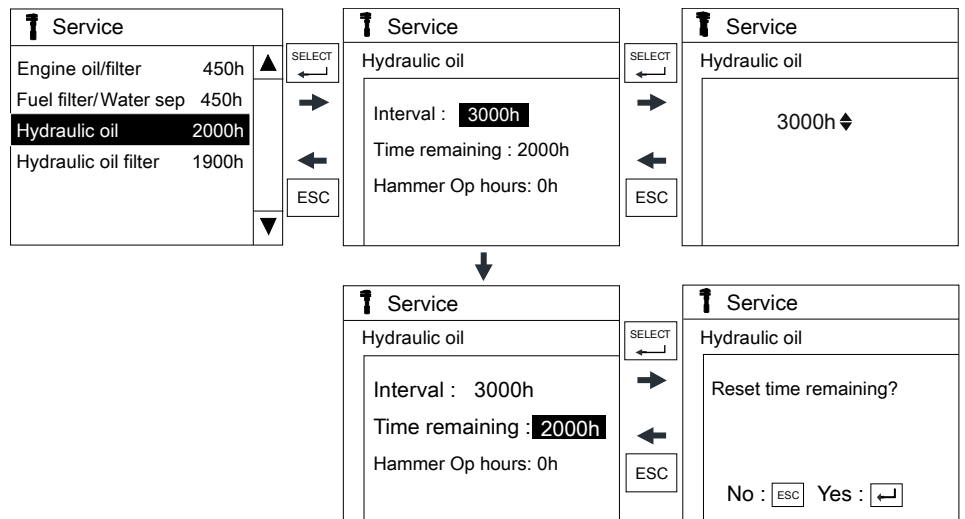 Service
Engine oil/filter 450h
Fuel filter/Water sep 450h
Hydraulic oil 2000h
Hydraulic oil filter 1900h
SELECT
ESC
Service
Hydraulic oil
Interval : 3000h
Time remaining : 2000h
Hammer Op hours: 0h
SELECT
ESC
Service
Hydraulic oil
3000h
Service
Hydraulic oil
Interval : 3000h
Time remaining : 2000h
Hammer Op hours: 0h
SELECT
ESC
Service
Hydraulic oil
Reset time remaining?
No : ESC Yes :